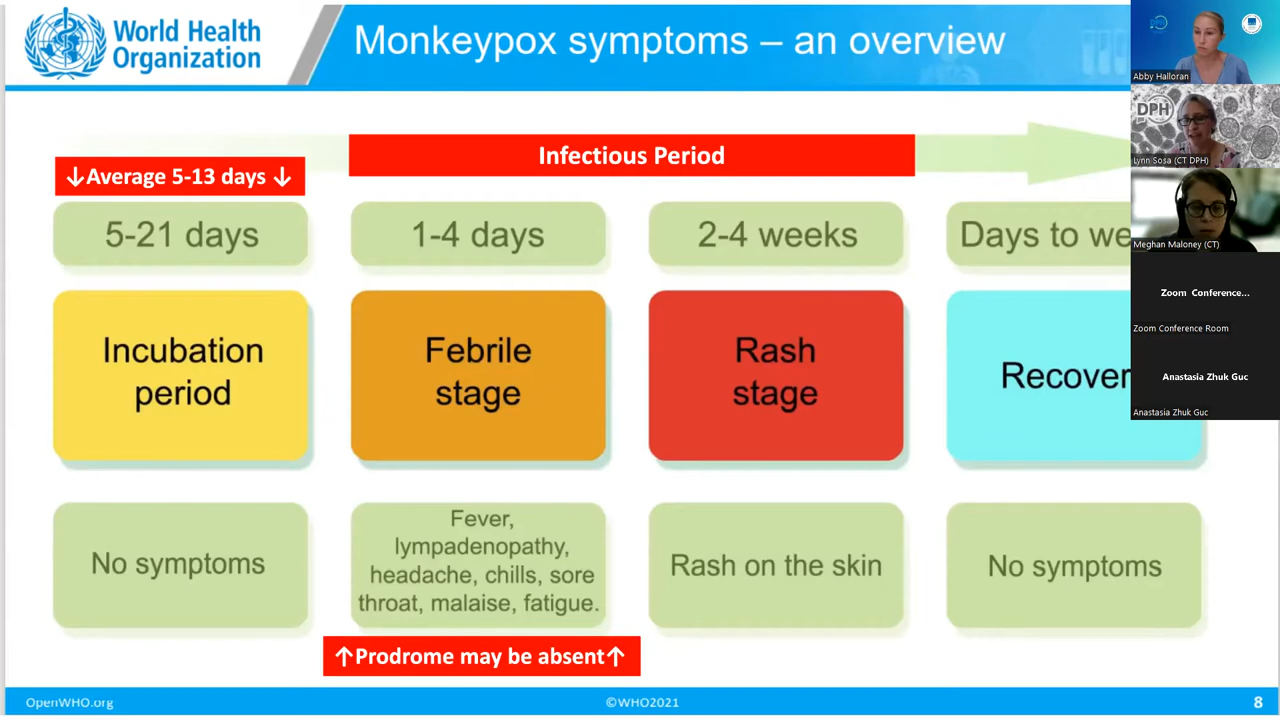 World Health
Organization
Monkeypox symptoms – an overview
Infectious Period
↓Average 5-13 days ↓
5-21 days
1-4 days
2-4 weeks
Days to we
Incubation
period
Febrile
stage
Rash
stage
Recover
No symptoms
Fever,
lympadenopathy,
headache, chills, sore
throat, malaise, fatigue.
Rash on the skin
No symptoms
↑Prodrome may be absent↑
OpenWHO.org
©WHO2021
8
Abby Halloran
DPH
Lynn Sosa (CT DPH)
Meghan Maloney (CT)
Zoom Conference...
Zoom Conference Room
Anastasia Zhuk Guc
Anastasia Zhuk Guc